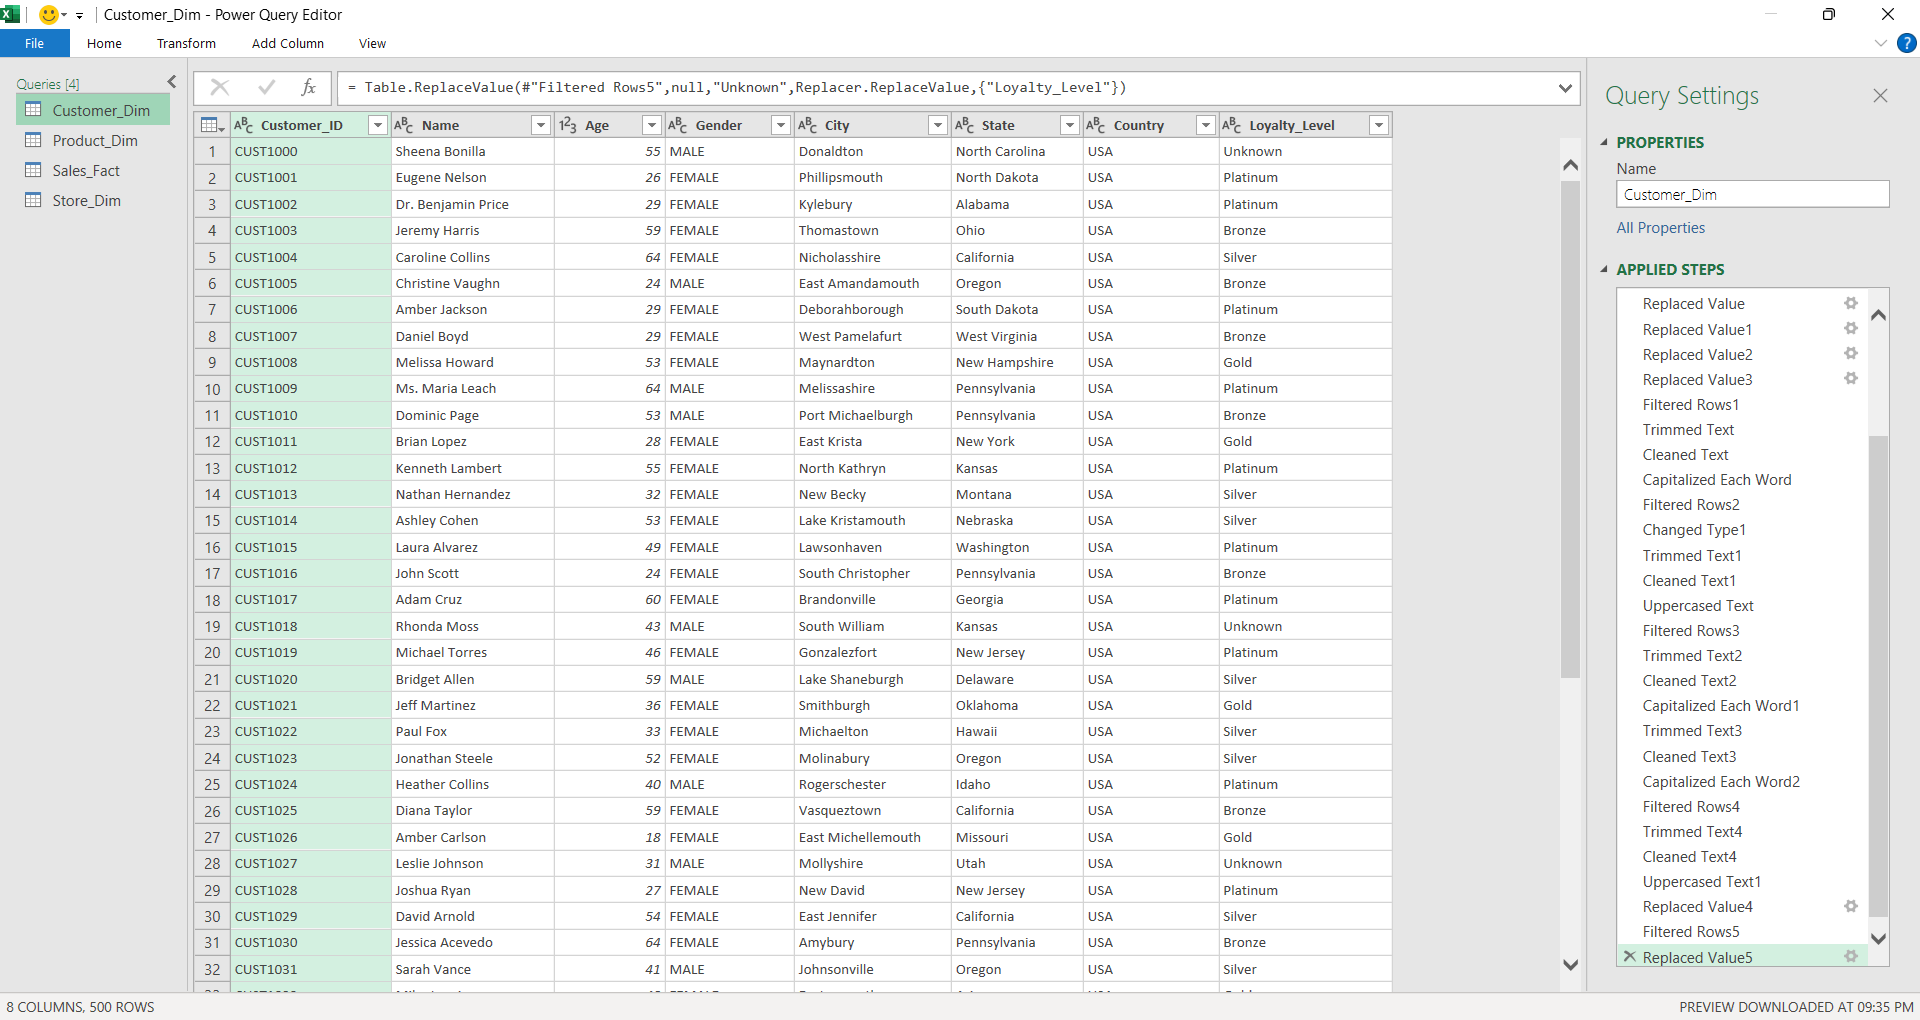 Customer_Dim - Power Query Editor
File Home Transform Add Column View
?
Queries [4]
Customer_Dim
Product_Dim
Sales_Fact
Store_Dim
fx = Table.ReplaceValue(#"Filtered Rows5",null,"Unknown",Replacer.ReplaceValue,{"Loyalty_Level"})
ABC Customer_ID ABC Name 123 Age ABC Gender ABC City ABC State ABC Country ABC Loyalty_Level
1 CUST1000 Sheena Bonilla 55 MALE Donaldton North Carolina USA Unknown
2 CUST1001 Eugene Nelson 26 FEMALE Phillipsmouth North Dakota USA Platinum
3 CUST1002 Dr. Benjamin Price 29 FEMALE Kylebury Alabama USA Platinum
4 CUST1003 Jeremy Harris 59 FEMALE Thomastown Ohio USA Bronze
5 CUST1004 Caroline Collins 64 FEMALE Nicholasshire California USA Silver
6 CUST1005 Christine Vaughn 24 MALE East Amandamouth Oregon USA Bronze
7 CUST1006 Amber Jackson 29 FEMALE Deborahborough South Dakota USA Platinum
8 CUST1007 Daniel Boyd 29 FEMALE West Pamelafurt West Virginia USA Bronze
9 CUST1008 Melissa Howard 53 FEMALE Maynardton New Hampshire USA Gold
10 CUST1009 Ms. Maria Leach 64 MALE Melissashire Pennsylvania USA Platinum
11 CUST1010 Dominic Page 53 MALE Port Michaelburgh Pennsylvania USA Bronze
12 CUST1011 Brian Lopez 28 FEMALE East Krista New York USA Gold
13 CUST1012 Kenneth Lambert 55 FEMALE North Kathryn Kansas USA Platinum
14 CUST1013 Nathan Hernandez 32 FEMALE New Becky Montana USA Silver
15 CUST1014 Ashley Cohen 53 FEMALE Lake Kristamouth Nebraska USA Silver
16 CUST1015 Laura Alvarez 49 FEMALE Lawsonhaven Washington USA Platinum
17 CUST1016 John Scott 24 FEMALE South Christopher Pennsylvania USA Bronze
18 CUST1017 Adam Cruz 60 FEMALE Brandonville Georgia USA Platinum
19 CUST1018 Rhonda Moss 43 MALE South William Kansas USA Unknown
20 CUST1019 Michael Torres 46 FEMALE Gonzalezfort New Jersey USA Platinum
21 CUST1020 Bridget Allen 59 MALE Lake Shaneburgh Delaware USA Silver
22 CUST1021 Jeff Martinez 36 FEMALE Smithburgh Oklahoma USA Gold
23 CUST1022 Paul Fox 33 FEMALE Michaelton Hawaii USA Silver
24 CUST1023 Jonathan Steele 52 FEMALE Molinabury Oregon USA Silver
25 CUST1024 Heather Collins 40 MALE Rogerschester Idaho USA Platinum
26 CUST1025 Diana Taylor 59 FEMALE Vasqueztown California USA Bronze
27 CUST1026 Amber Carlson 18 FEMALE East Michellemouth Missouri USA Gold
28 CUST1027 Leslie Johnson 31 MALE Mollyshire Utah USA Unknown
29 CUST1028 Joshua Ryan 27 FEMALE New David New Jersey USA Platinum
30 CUST1029 David Arnold 54 FEMALE East Jennifer California USA Silver
31 CUST1030 Jessica Acevedo 64 FEMALE Amybury Pennsylvania USA Bronze
32 CUST1031 Sarah Vance 41 MALE Johnsonville Oregon USA Silver
Query Settings
PROPERTIES
Name
Customer_Dim
All Properties
APPLIED STEPS
Replaced Value
Replaced Value1
Replaced Value2
Replaced Value3
Filtered Rows1
Trimmed Text
Cleaned Text
Capitalized Each Word
Filtered Rows2
Changed Type1
Trimmed Text1
Cleaned Text1
Uppercased Text
Filtered Rows3
Trimmed Text2
Cleaned Text2
Capitalized Each Word1
Trimmed Text3
Cleaned Text3
Capitalized Each Word2
Filtered Rows4
Trimmed Text4
Cleaned Text4
Uppercased Text1
Replaced Value4
Filtered Rows5
Replaced Value5
8 COLUMNS, 500 ROWS
PREVIEW DOWNLOADED AT 09:35 PM